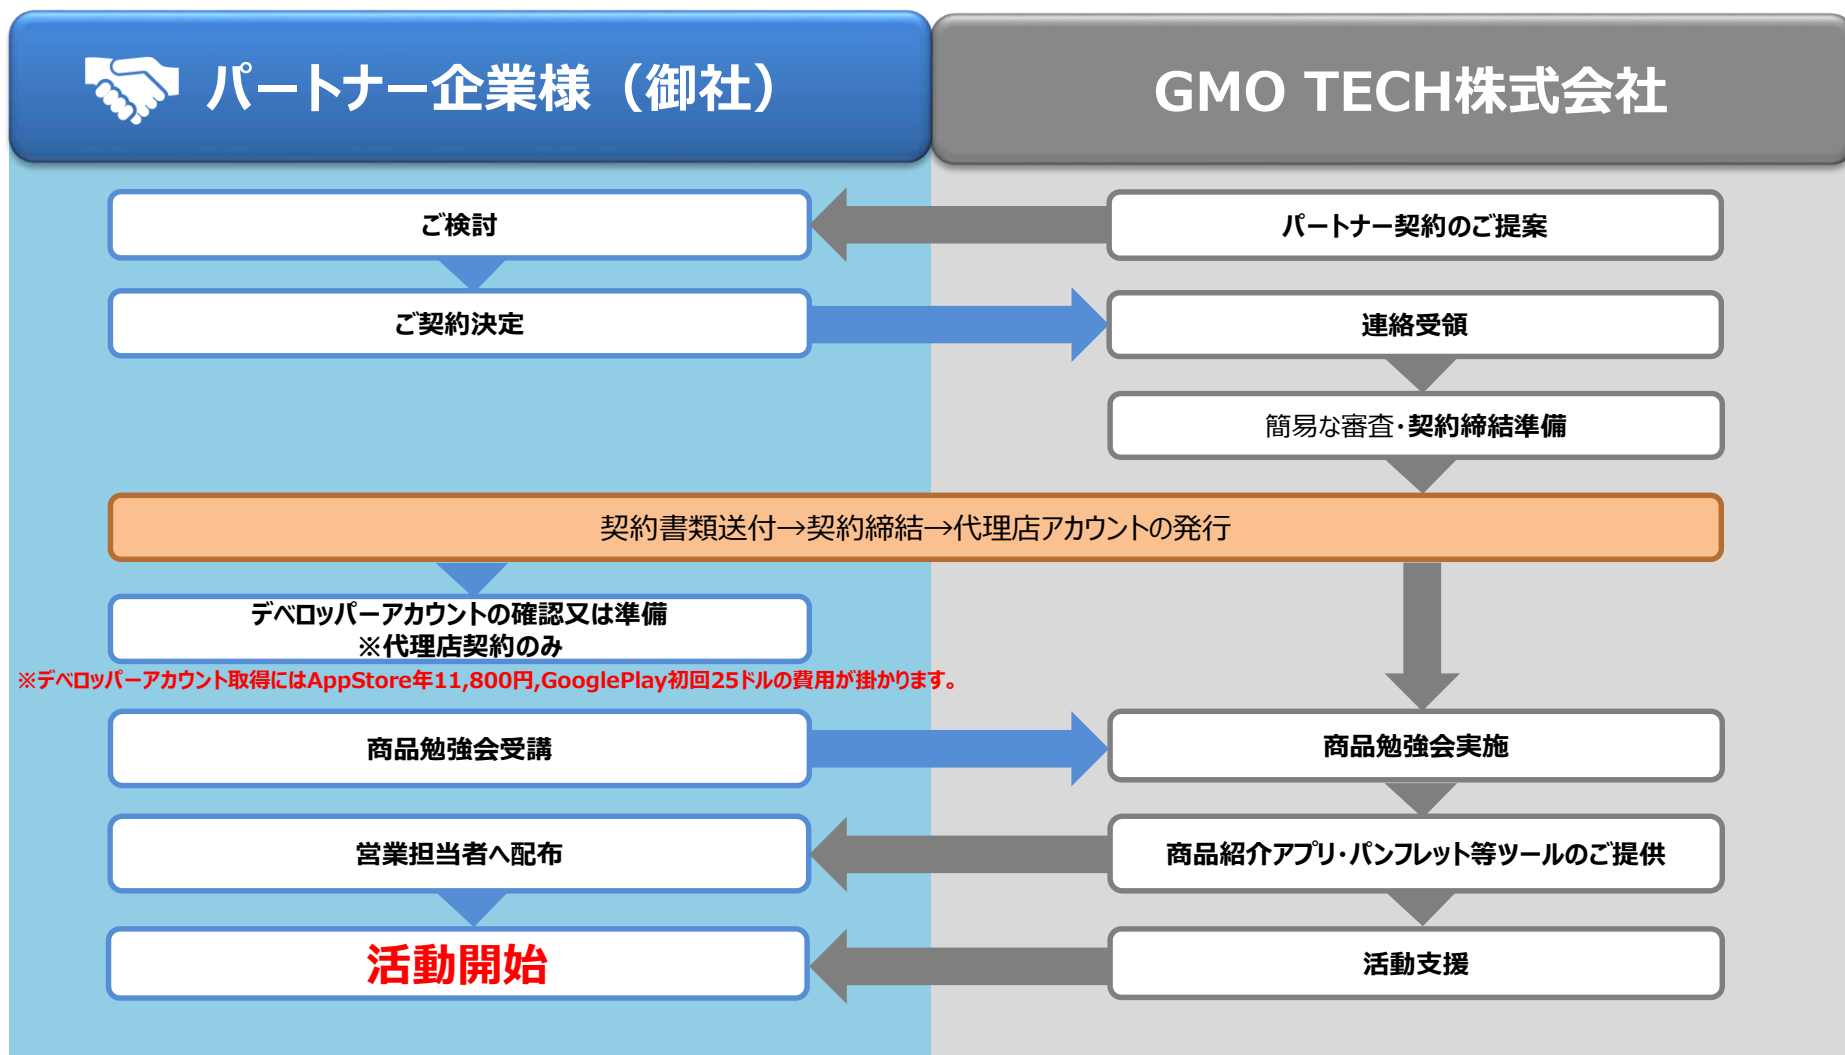 パートナー企業様（御社）
GMO TECH株式会社
ご検討
パートナー契約のご提案
ご契約決定
連絡受領
簡易な審査・契約締結準備
契約書類送付→契約締結→代理店アカウントの発行
デベロッパーアカウントの確認又は準備
※代理店契約のみ
※デベロッパーアカウント取得にはAppStore年11,800円,GooglePlay初回25ドルの費用が掛かります。
商品勉強会受講
商品勉強会実施
営業担当者へ配布
商品紹介アプリ・パンフレット等ツールのご提供
活動開始
活動支援